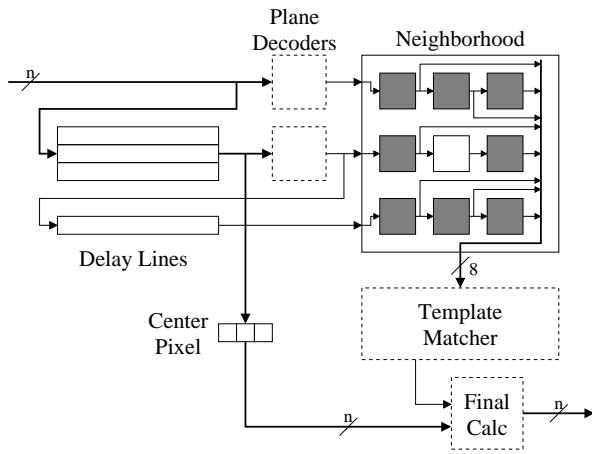 Plane
Decoders
Neighborhood
n
Delay Lines
8
Template
Matcher
Center
Pixel
Final
Calc
n
n